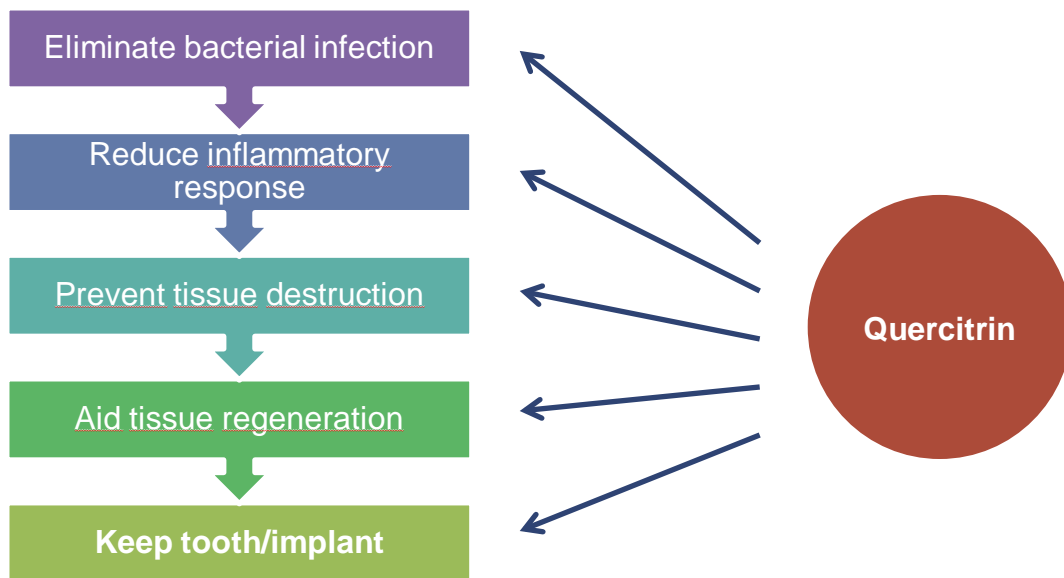 Eliminate bacterial infection
Reduce inflammatory
response
Prevent tissue destruction
Aid tissue regeneration
Keep tooth/implant
Quercitrin